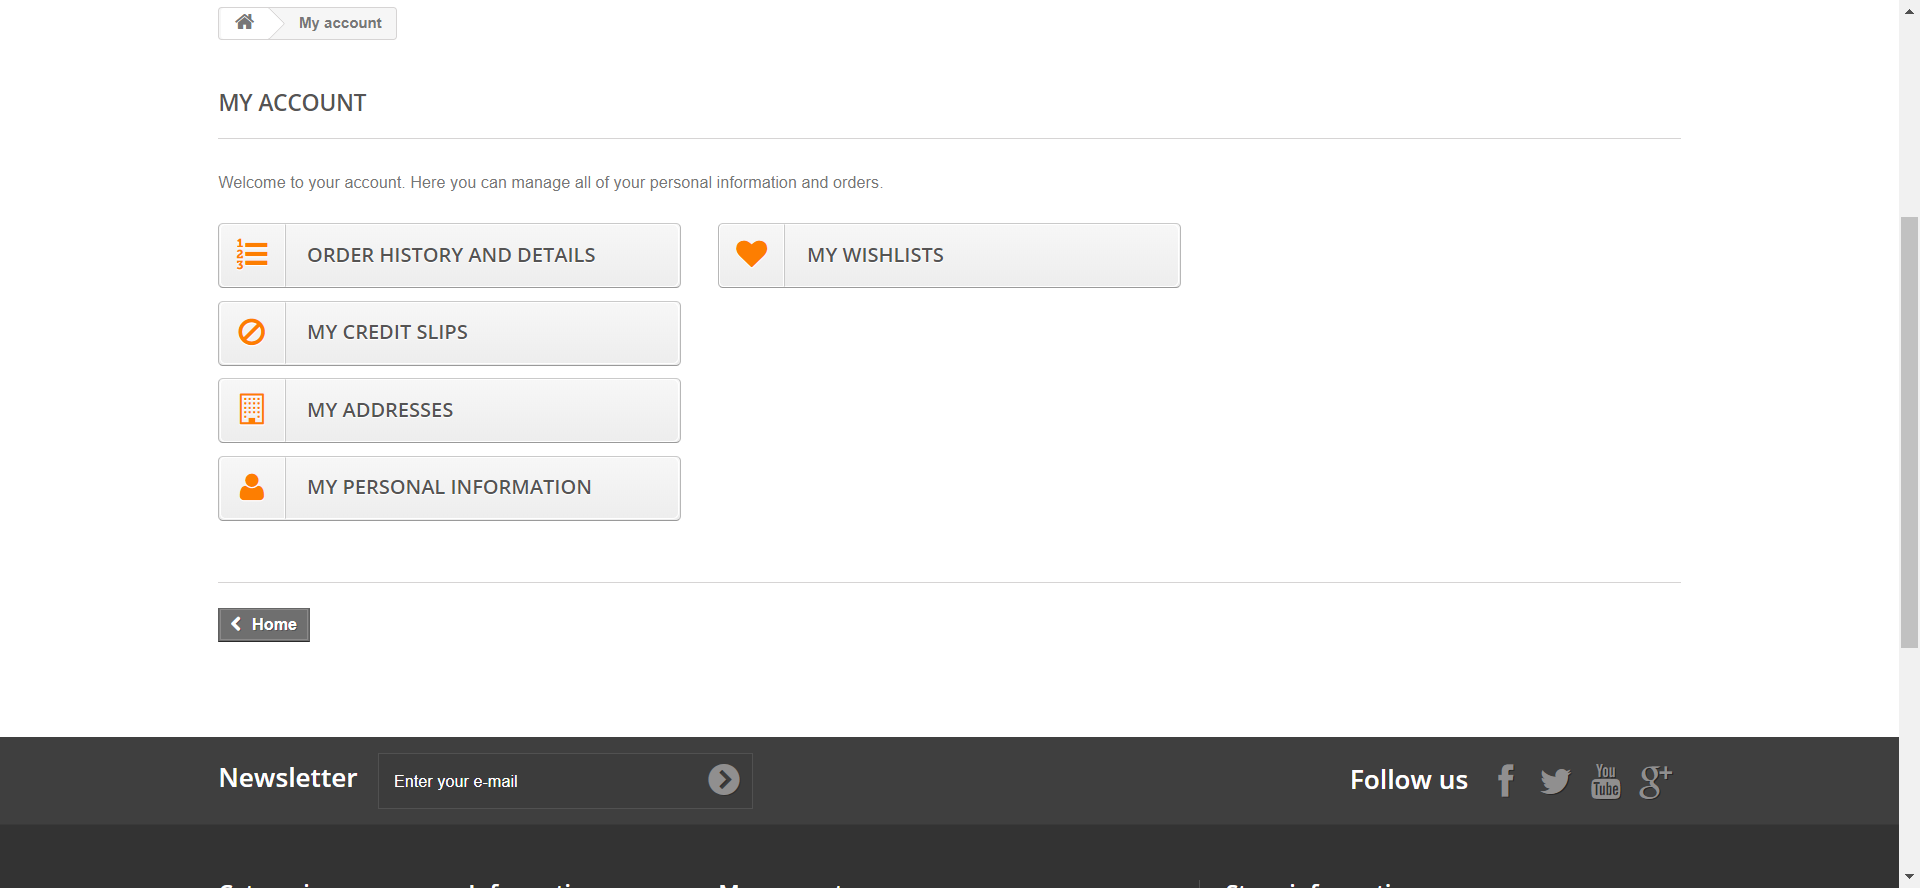 My account
MY ACCOUNT
Welcome to your account. Here you can manage all of your personal information and orders.
ORDER HISTORY AND DETAILS
MY WISHLISTS
MY CREDIT SLIPS
MY ADDRESSES
MY PERSONAL INFORMATION
Home
Newsletter
Enter your e-mail
Follow us
You
Tube